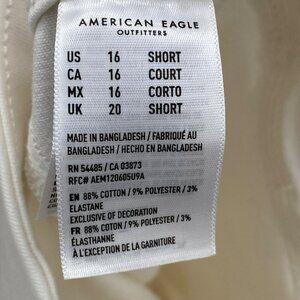 AMERICAN EAGLE
OUTFITTERS
US 16 SHORT
CA 16 COURT
MX 16 CORTO
UK 20 SHORT
MADE IN BANGLADESH / FABRIQUÉ AU
BANGLADESH / HECHO EN BANGLADESH
RN 54485 / CA 03873
RFC# AEM120605U9A
EN 88% COTTON / 9% POLYESTER / 3%
ELASTANE
EXCLUSIVE OF DECORATION
FR 88% COTON / 9% POLYESTER / 3%
ÉLASTHANNE
À L'EXCEPTION DE LA GARNITURE